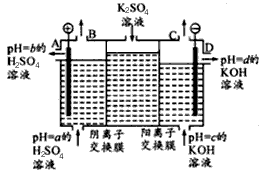 K₂SO₄
溶液
⊕ A B C ⊖ D
pH=b的
H₂SO₄
溶液
pH=d的
KOH
溶液
pH=a的
H₂SO₄
溶液
阴离子
交换膜
阳离子
交换膜
pH=c的
KOH
溶液